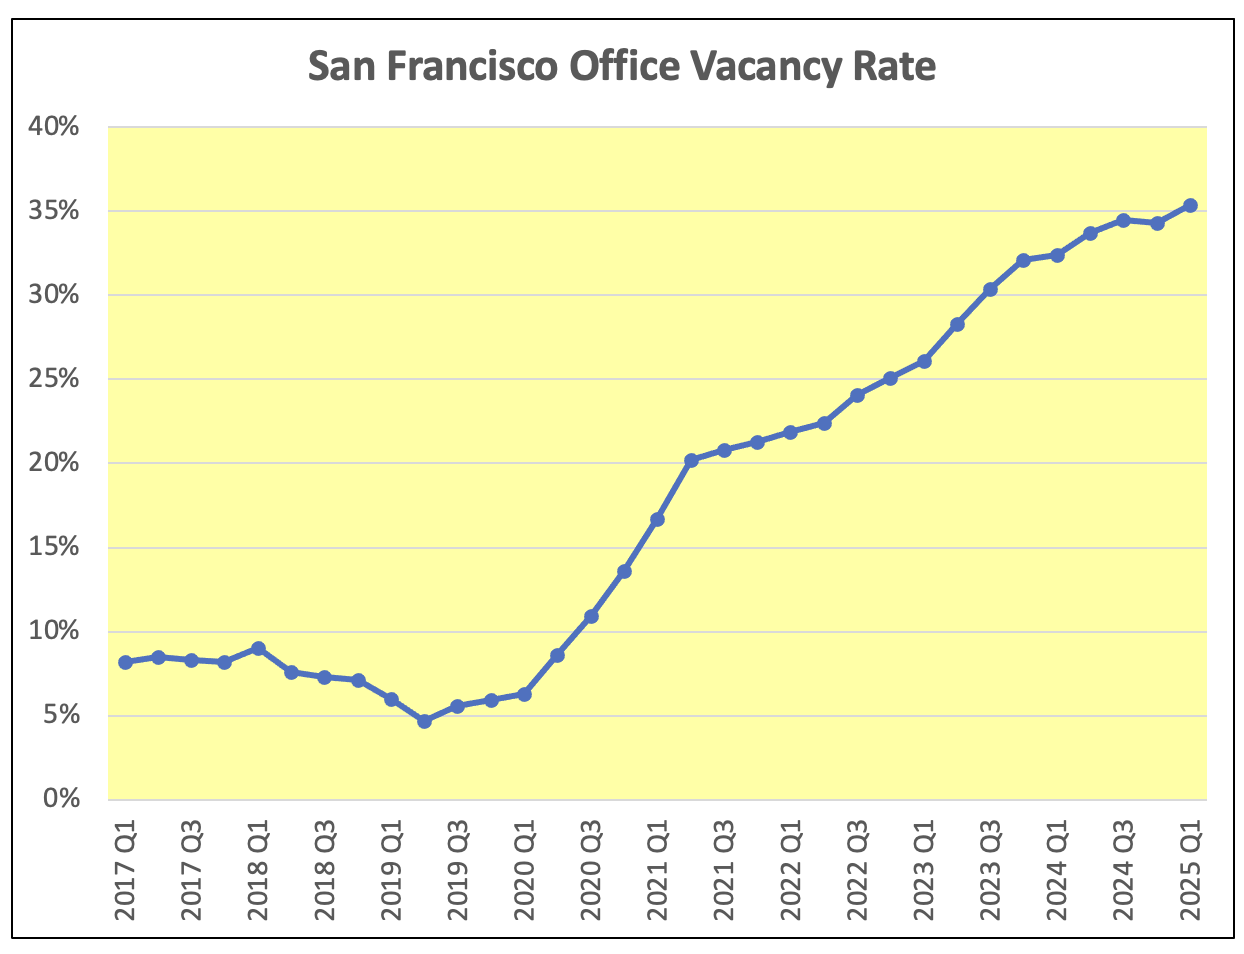 San Francisco Office Vacancy Rate
40%
35%
30%
25%
20%
15%
10%
5%
0%
2017 Q1
2017 Q3
2018 Q1
2018 Q3
2019 Q1
2019 Q3
2020 Q1
2020 Q3
2021 Q1
2021 Q3
2022 Q1
2022 Q3
2023 Q1
2023 Q3
2024 Q1
2024 Q3
2025 Q1